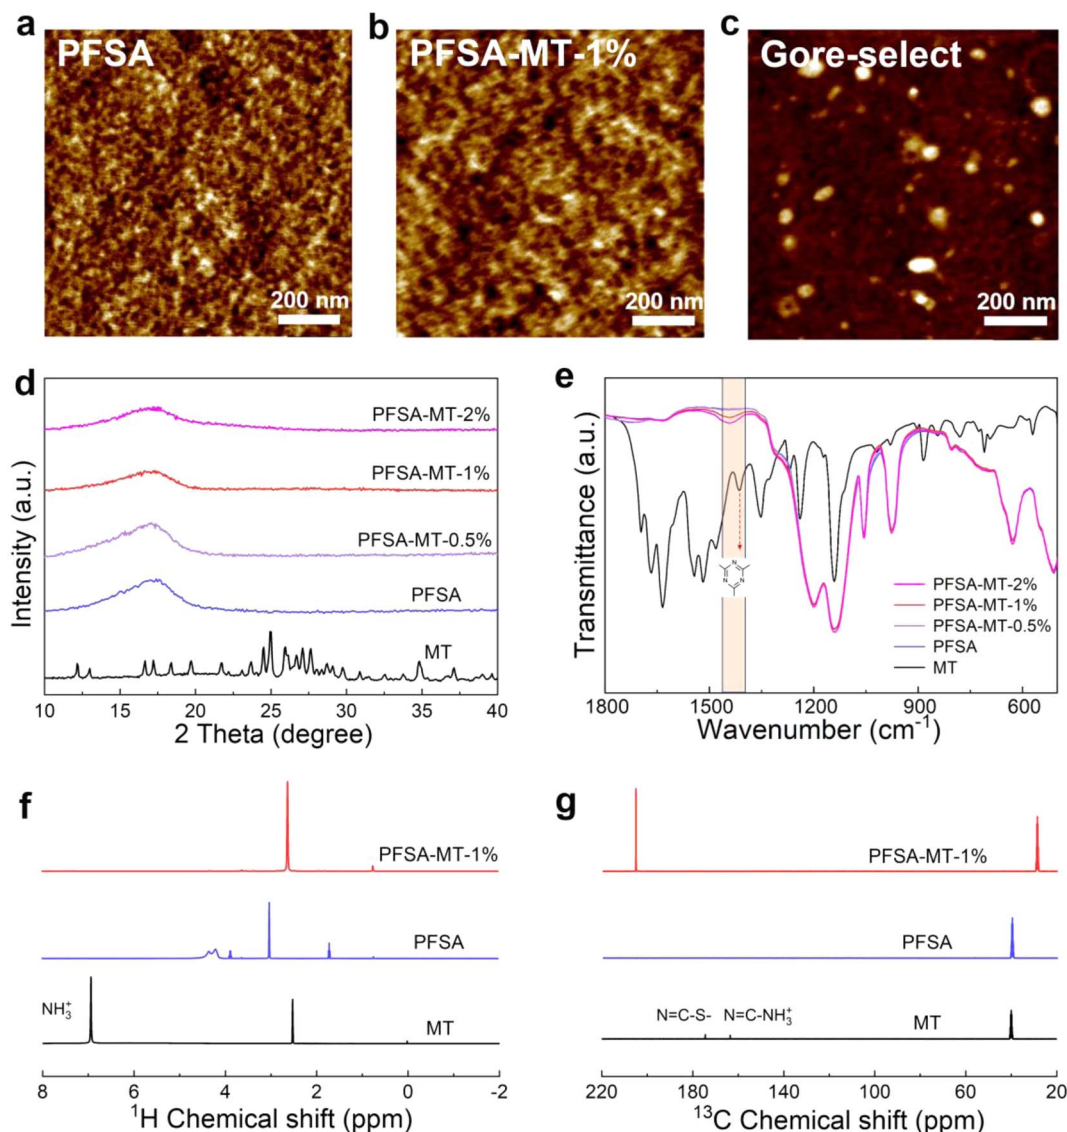 a
PFSA
200 nm
b
PFSA-MT-1%
200 nm
c
Gore-select
200 nm
d
Intensity (a.u.)
PFSA-MT-2%
PFSA-MT-1%
PFSA-MT-0.5%
PFSA
MT
10 15 20 25 30 35 40
2 Theta (degree)
e
Transmittance (a.u.)
N
N
N
PFSA-MT-2%
PFSA-MT-1%
PFSA-MT-0.5%
PFSA
MT
1800 1500 1200 900 600
Wavenumber (cm⁻¹)
f
PFSA-MT-1%
PFSA
NH₃⁺
MT
8 6 4 2 0 -2
¹H Chemical shift (ppm)
g
PFSA-MT-1%
PFSA
N=C-S- N=C-NH₃⁺
MT
220 180 140 100 60 20
¹³C Chemical shift (ppm)